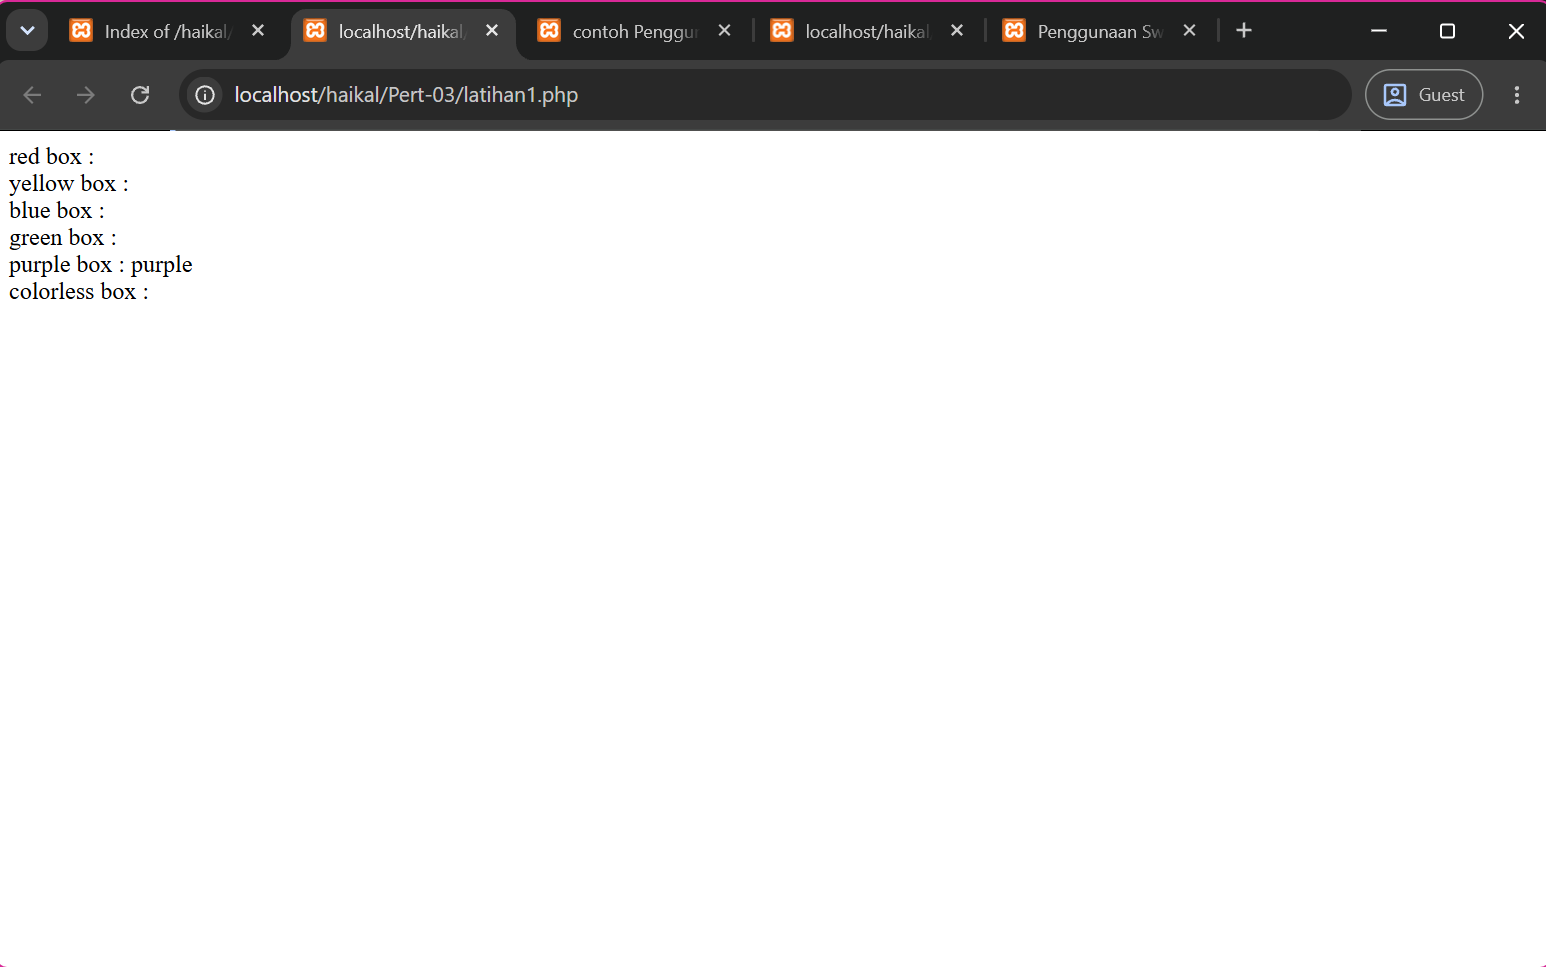 Index of /haikal/
localhost/haikal/
contoh Penggun
localhost/haikal/
Penggunaan Sw
localhost/haikal/Pert-03/latihan1.php
Guest
red box :
yellow box :
blue box :
green box :
purple box : purple
colorless box :